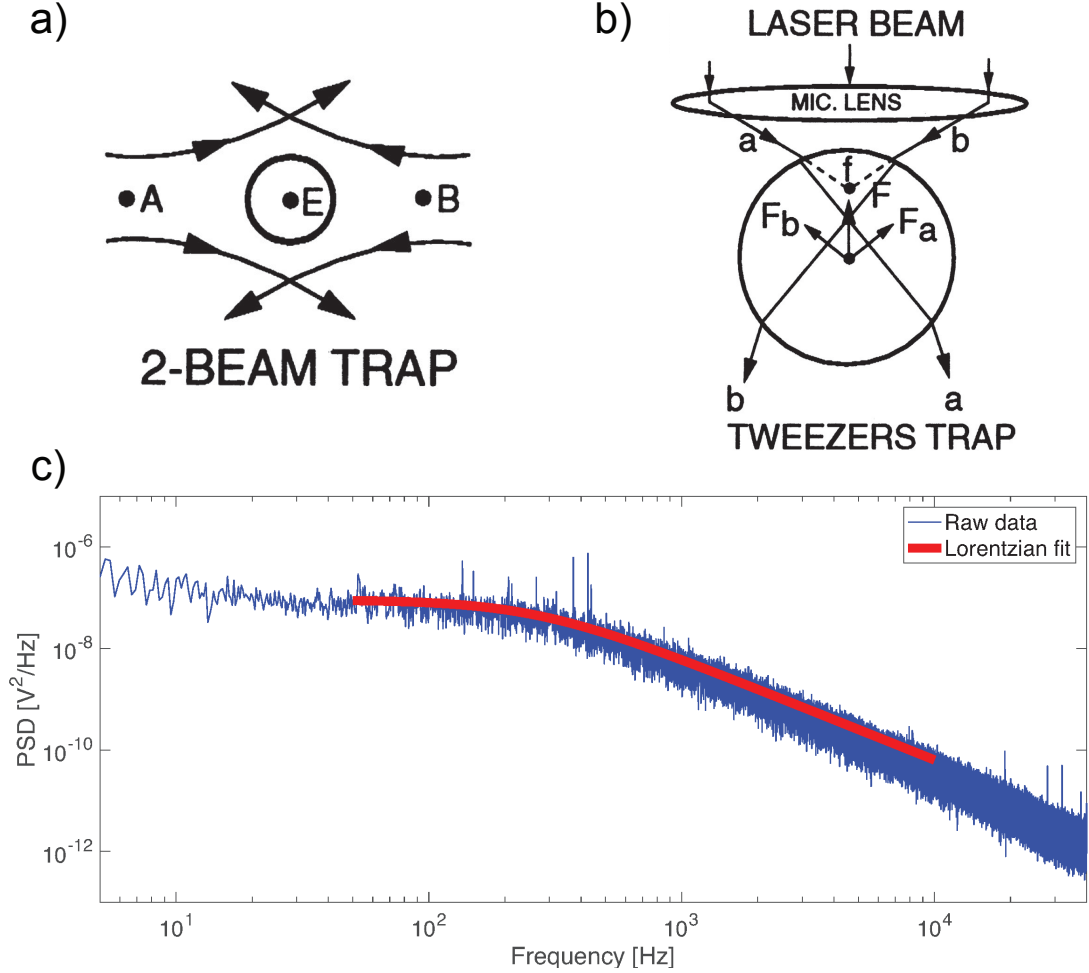 a)
A
E
B
2-BEAM TRAP
b)
LASER BEAM
MIC. LENS
a
b
f
F
Fb
Fa
b
a
TWEEZERS TRAP
c)
Raw data
Lorentzian fit
PSD [V²/Hz]
10⁻⁶
10⁻⁸
10⁻¹⁰
10⁻¹²
10¹
10²
10³
10⁴
Frequency [Hz]